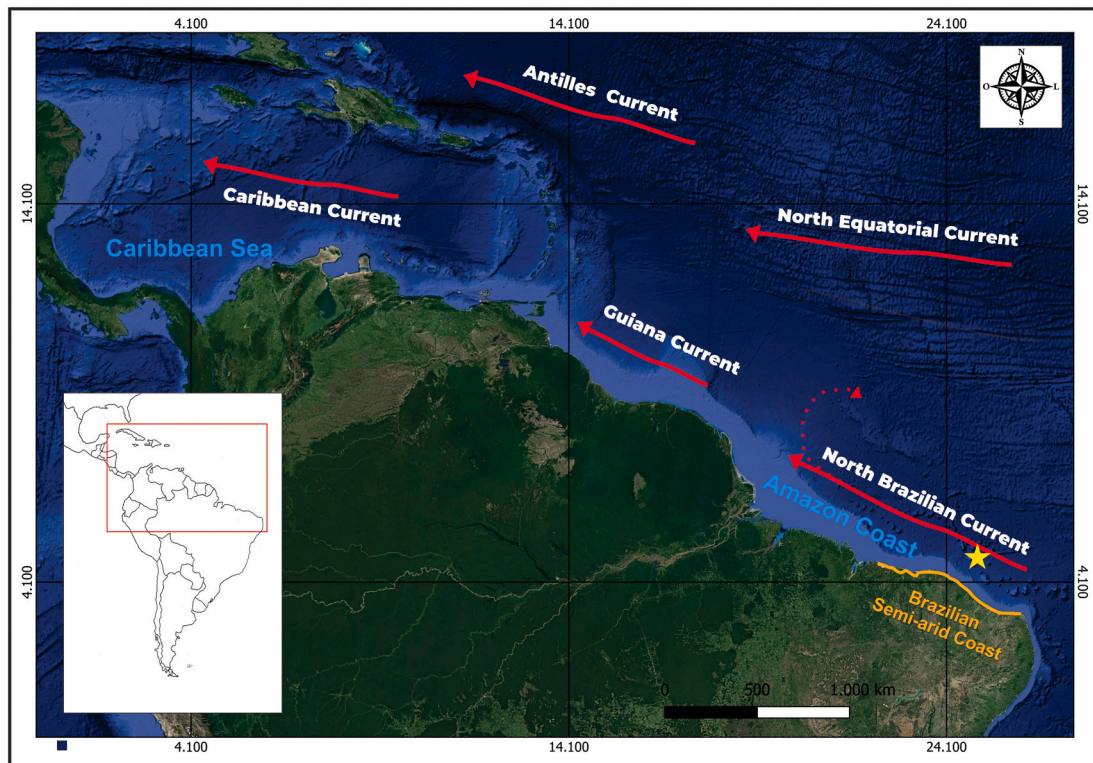 4.100 14.100 24.100
N
O L
S
Antilles Current
14.100 14.100
Caribbean Current
North Equatorial Current
Caribbean Sea
Guiana Current
North Brazilian Current
Amazon Coast
4.100 4.100
Brazilian
Semi-arid Coast
0 500 1.000 km
4.100 14.100 24.100